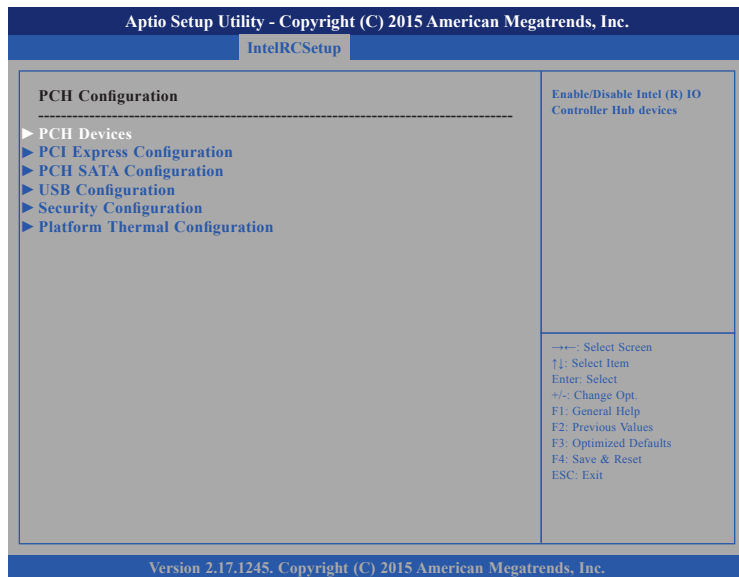 Aptio Setup Utility - Copyright (C) 2015 American Megatrends, Inc.
IntelRCSetup
PCH Configuration
--------------------------------------------------------------------------------
► PCH Devices
► PCI Express Configuration
► PCH SATA Configuration
► USB Configuration
► Security Configuration
► Platform Thermal Configuration
Enable/Disable Intel (R) IO
Controller Hub devices
→←: Select Screen
↑↓: Select Item
Enter: Select
+/-: Change Opt.
F1: General Help
F2: Previous Values
F3: Optimized Defaults
F4: Save & Reset
ESC: Exit
Version 2.17.1245. Copyright (C) 2015 American Megatrends, Inc.